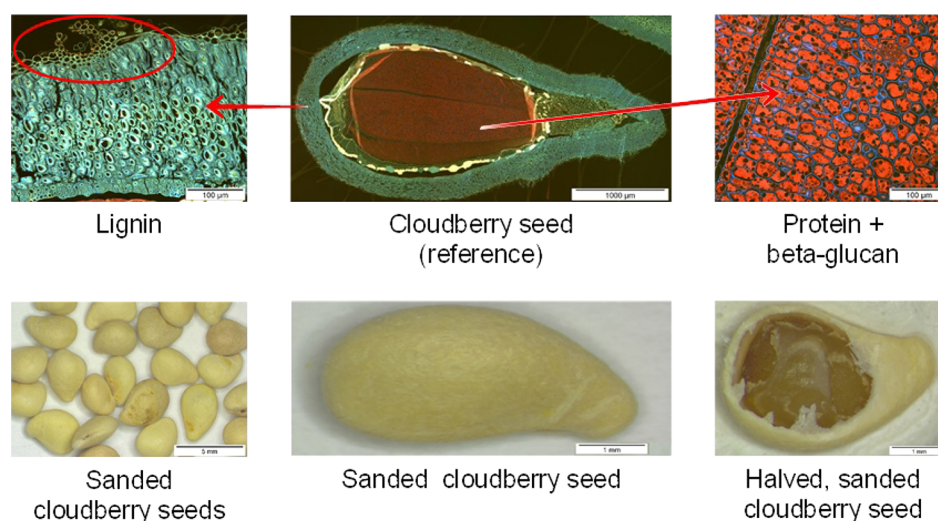 100 µm
1000 µm
100 µm
Lignin
Cloudberry seed
(reference)
Protein +
beta-glucan
5 mm
1 mm
1 mm
Sanded
cloudberry seeds
Sanded cloudberry seed
Halved, sanded
cloudberry seed